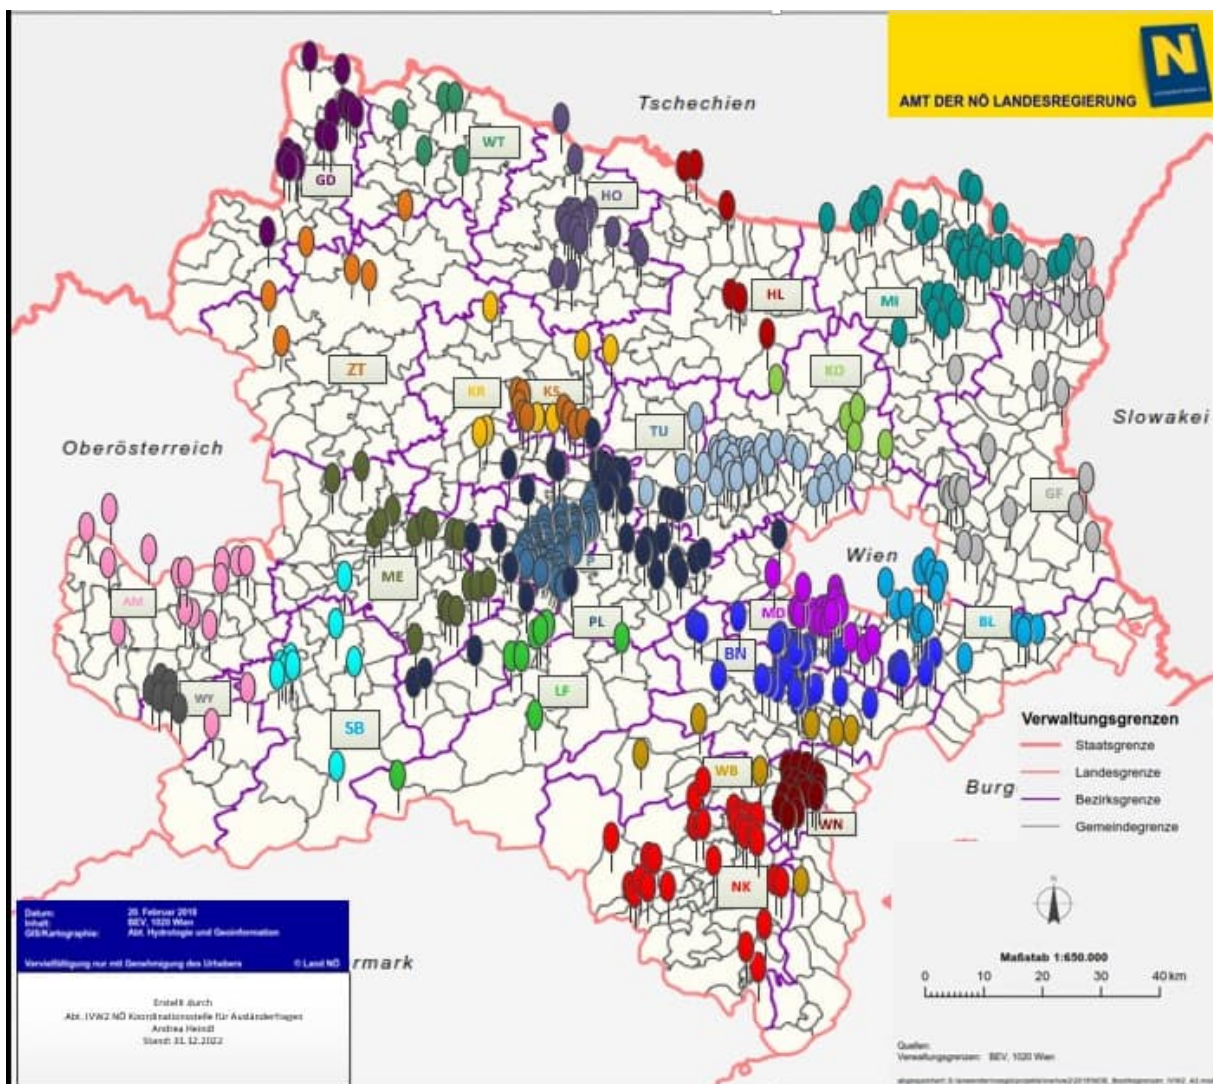 N
AMT DER NÖ LANDESREGIERUNG
Tschechien
WT
GD
HO
HL
MI
ZT
KO
KR
KS
TU
Slowakei
Oberösterreich
GF
Wien
ME
P
AM
PL
MD
BL
BN
WY
LF
SB
WB
WN
NK
Burg
Verwaltungsgrenzen
Staatsgrenze
Landesgrenze
Bezirksgrenze
Gemeindegrenze
N
Maßstab 1:650.000
0 10 20 30 40 km
Datum: 20. Februar 2018
Inhalt: BEV, 1020 Wien
GIS/Kartographie: Abt. Hydrologie und Geoinformation
Vervielfältigung nur mit Genehmigung des Urhebers © Land NÖ
rmark
Erstellt durch
Abt. IVW2 NÖ Koordinationsstelle für Ausländerfragen
Andrea Heindl
Stand: 31.12.2022
Quellen:
Verwaltungsgrenzen: BEV, 1020 Wien